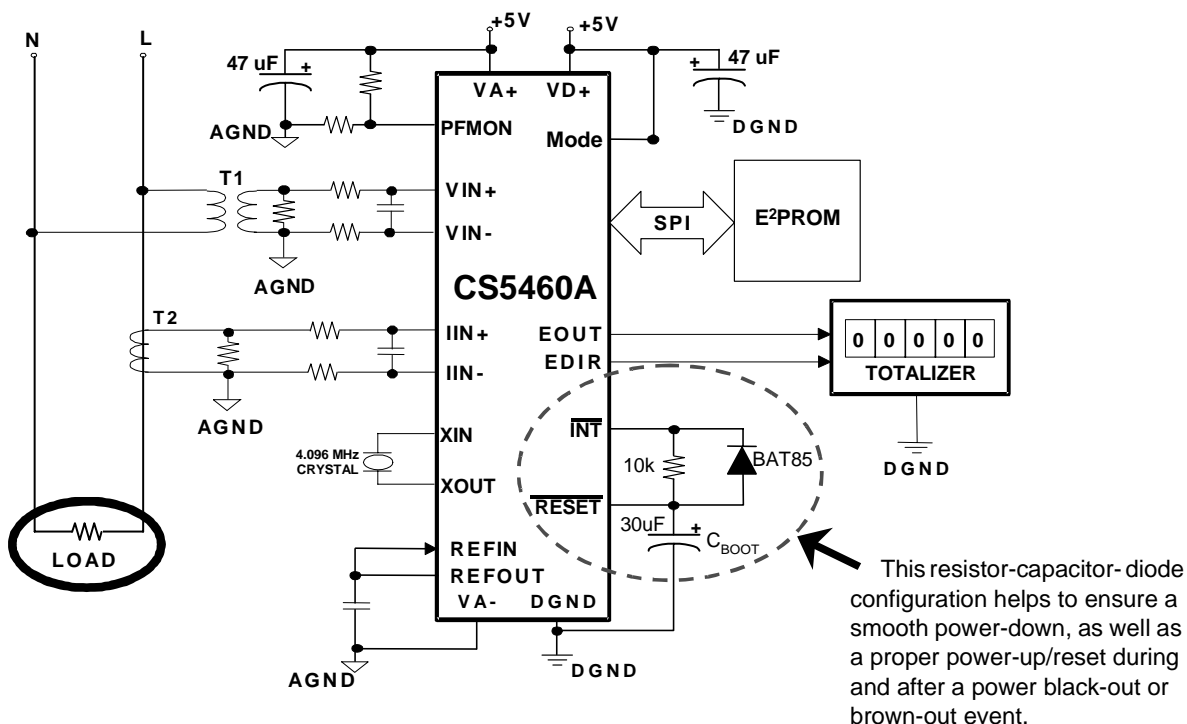 +5V
+5V
N
L
47 uF
+
+
47 uF
VA+
VD+
AGND
DGND
PFMON
Mode
T1
VIN+
VIN-
SPI
E²PROM
AGND
CS5460A
T2
IIN+
IIN-
EOUT
EDIR
0 0 0 0 0
TOTALIZER
AGND
DGND
4.096 MHz
CRYSTAL
XIN
XOUT
INT
10k
BAT85
RESET
30uF
+
CBOOT
LOAD
REFIN
REFOUT
VA-
DGND
AGND
DGND
This resistor-capacitor- diode
configuration helps to ensure a
smooth power-down, as well as
a proper power-up/reset during
and after a power black-out or
brown-out event.